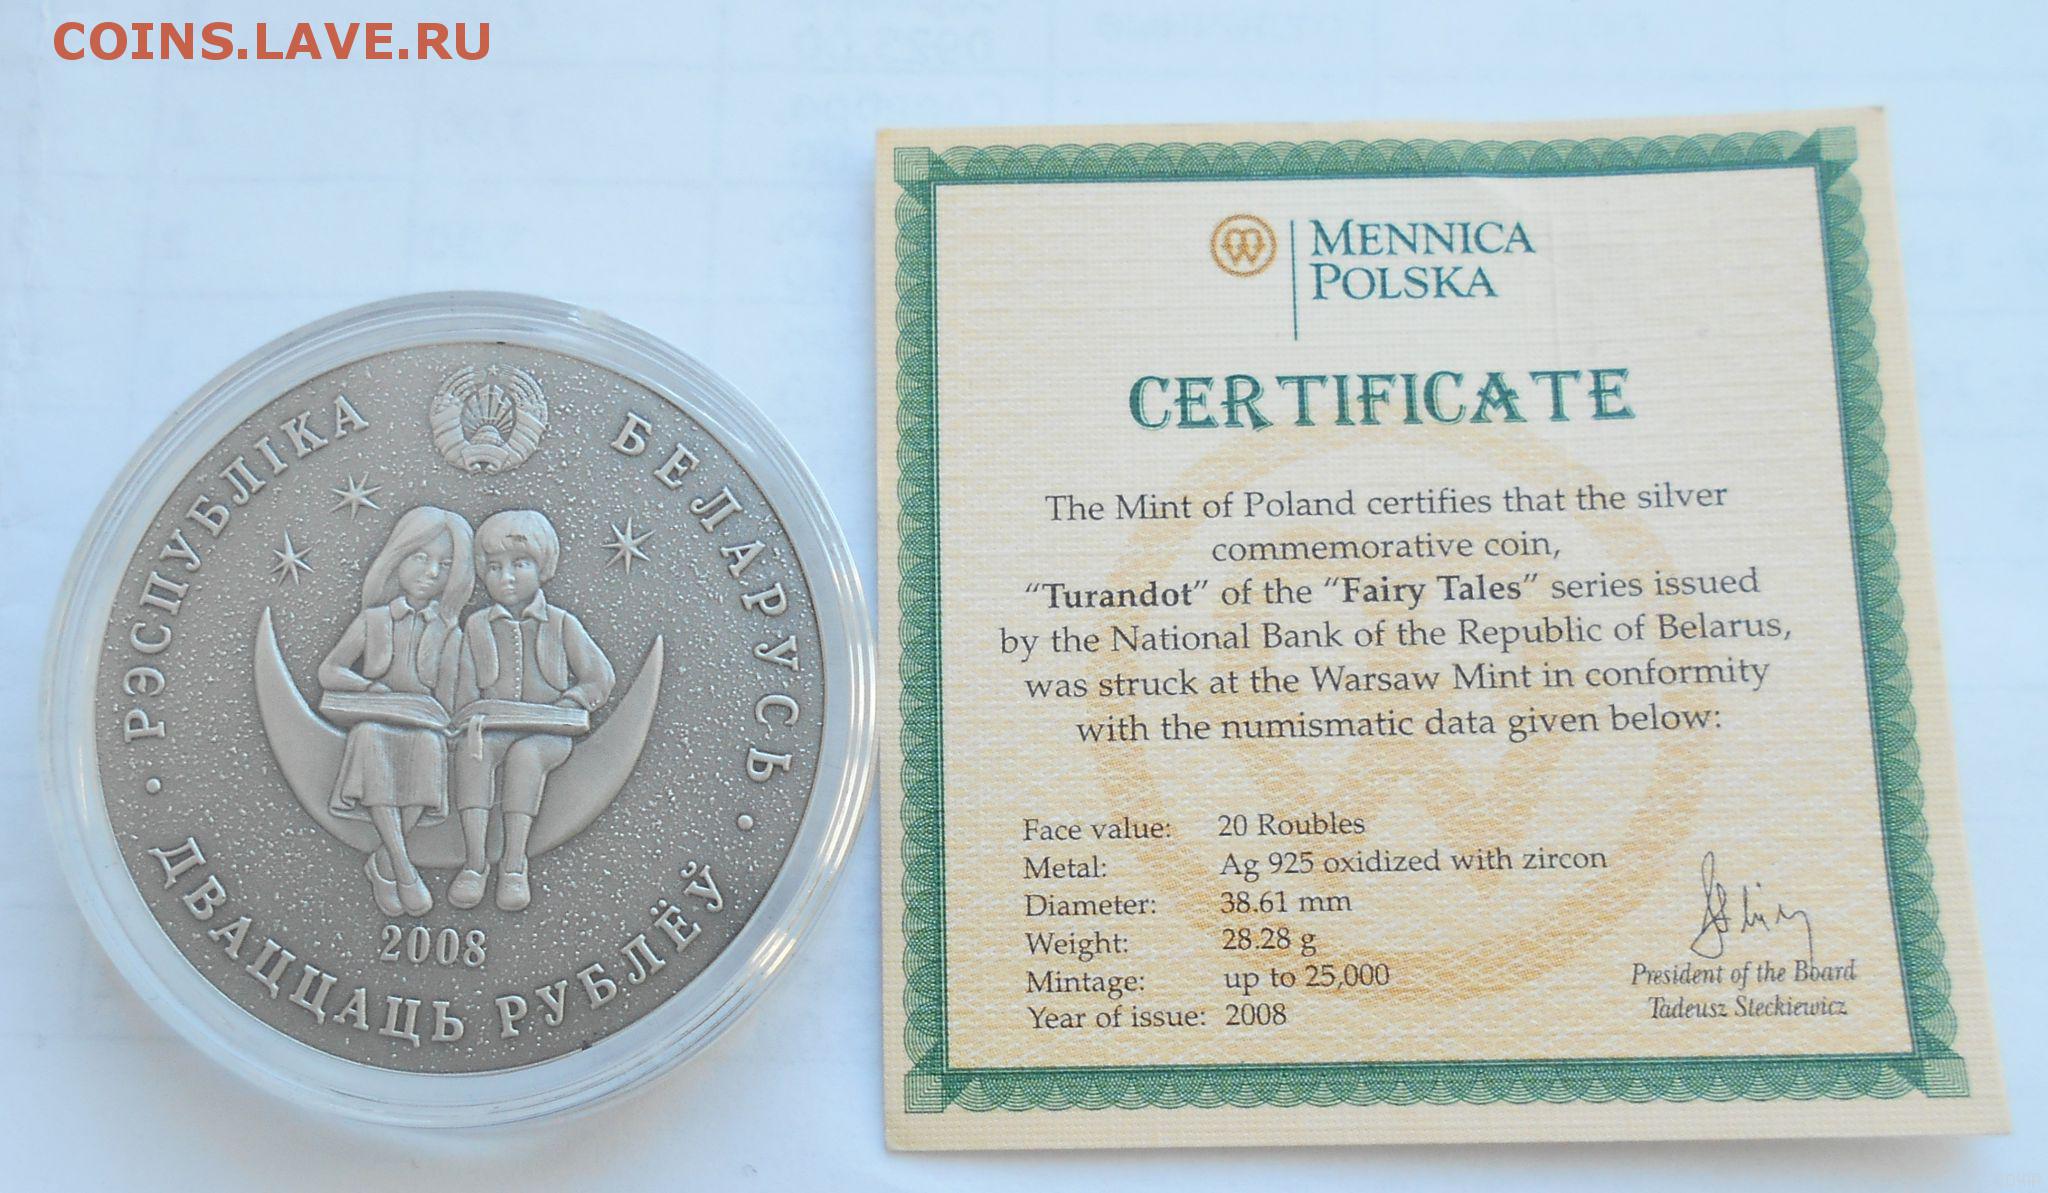 COINS.LAVE.RU
РЭСПУБЛІКА БЕЛАРУСЬ
2008
ДВАЦЦАЦЬ РУБЛЁЎ
MENNICA
POLSKA
CERTIFICATE
The Mint of Poland certifies that the silver
commemorative coin,
“Turandot” of the “Fairy Tales” series issued
by the National Bank of the Republic of Belarus,
was struck at the Warsaw Mint in conformity
with the numismatic data given below:
Face value: 20 Roubles
Metal: Ag 925 oxidized with zircon
Diameter: 38.61 mm
Weight: 28.28 g
Mintage: up to 25,000
Year of issue: 2008
President of the Board
Tadeusz Steckiewicz